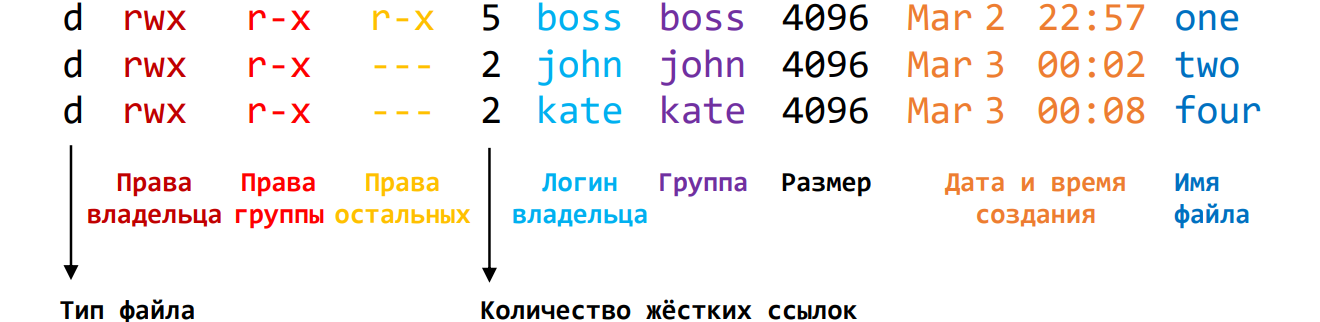 d rwx r-x r-x 5 boss boss 4096 Mar 2 22:57 one
d rwx r-x --- 2 john john 4096 Mar 3 00:02 two
d rwx r-x --- 2 kate kate 4096 Mar 3 00:08 four
Права Права Права Логин Группа Размер Дата и время Имя
владельца группы остальных владельца создания файла
Тип файла Количество жёстких ссылок